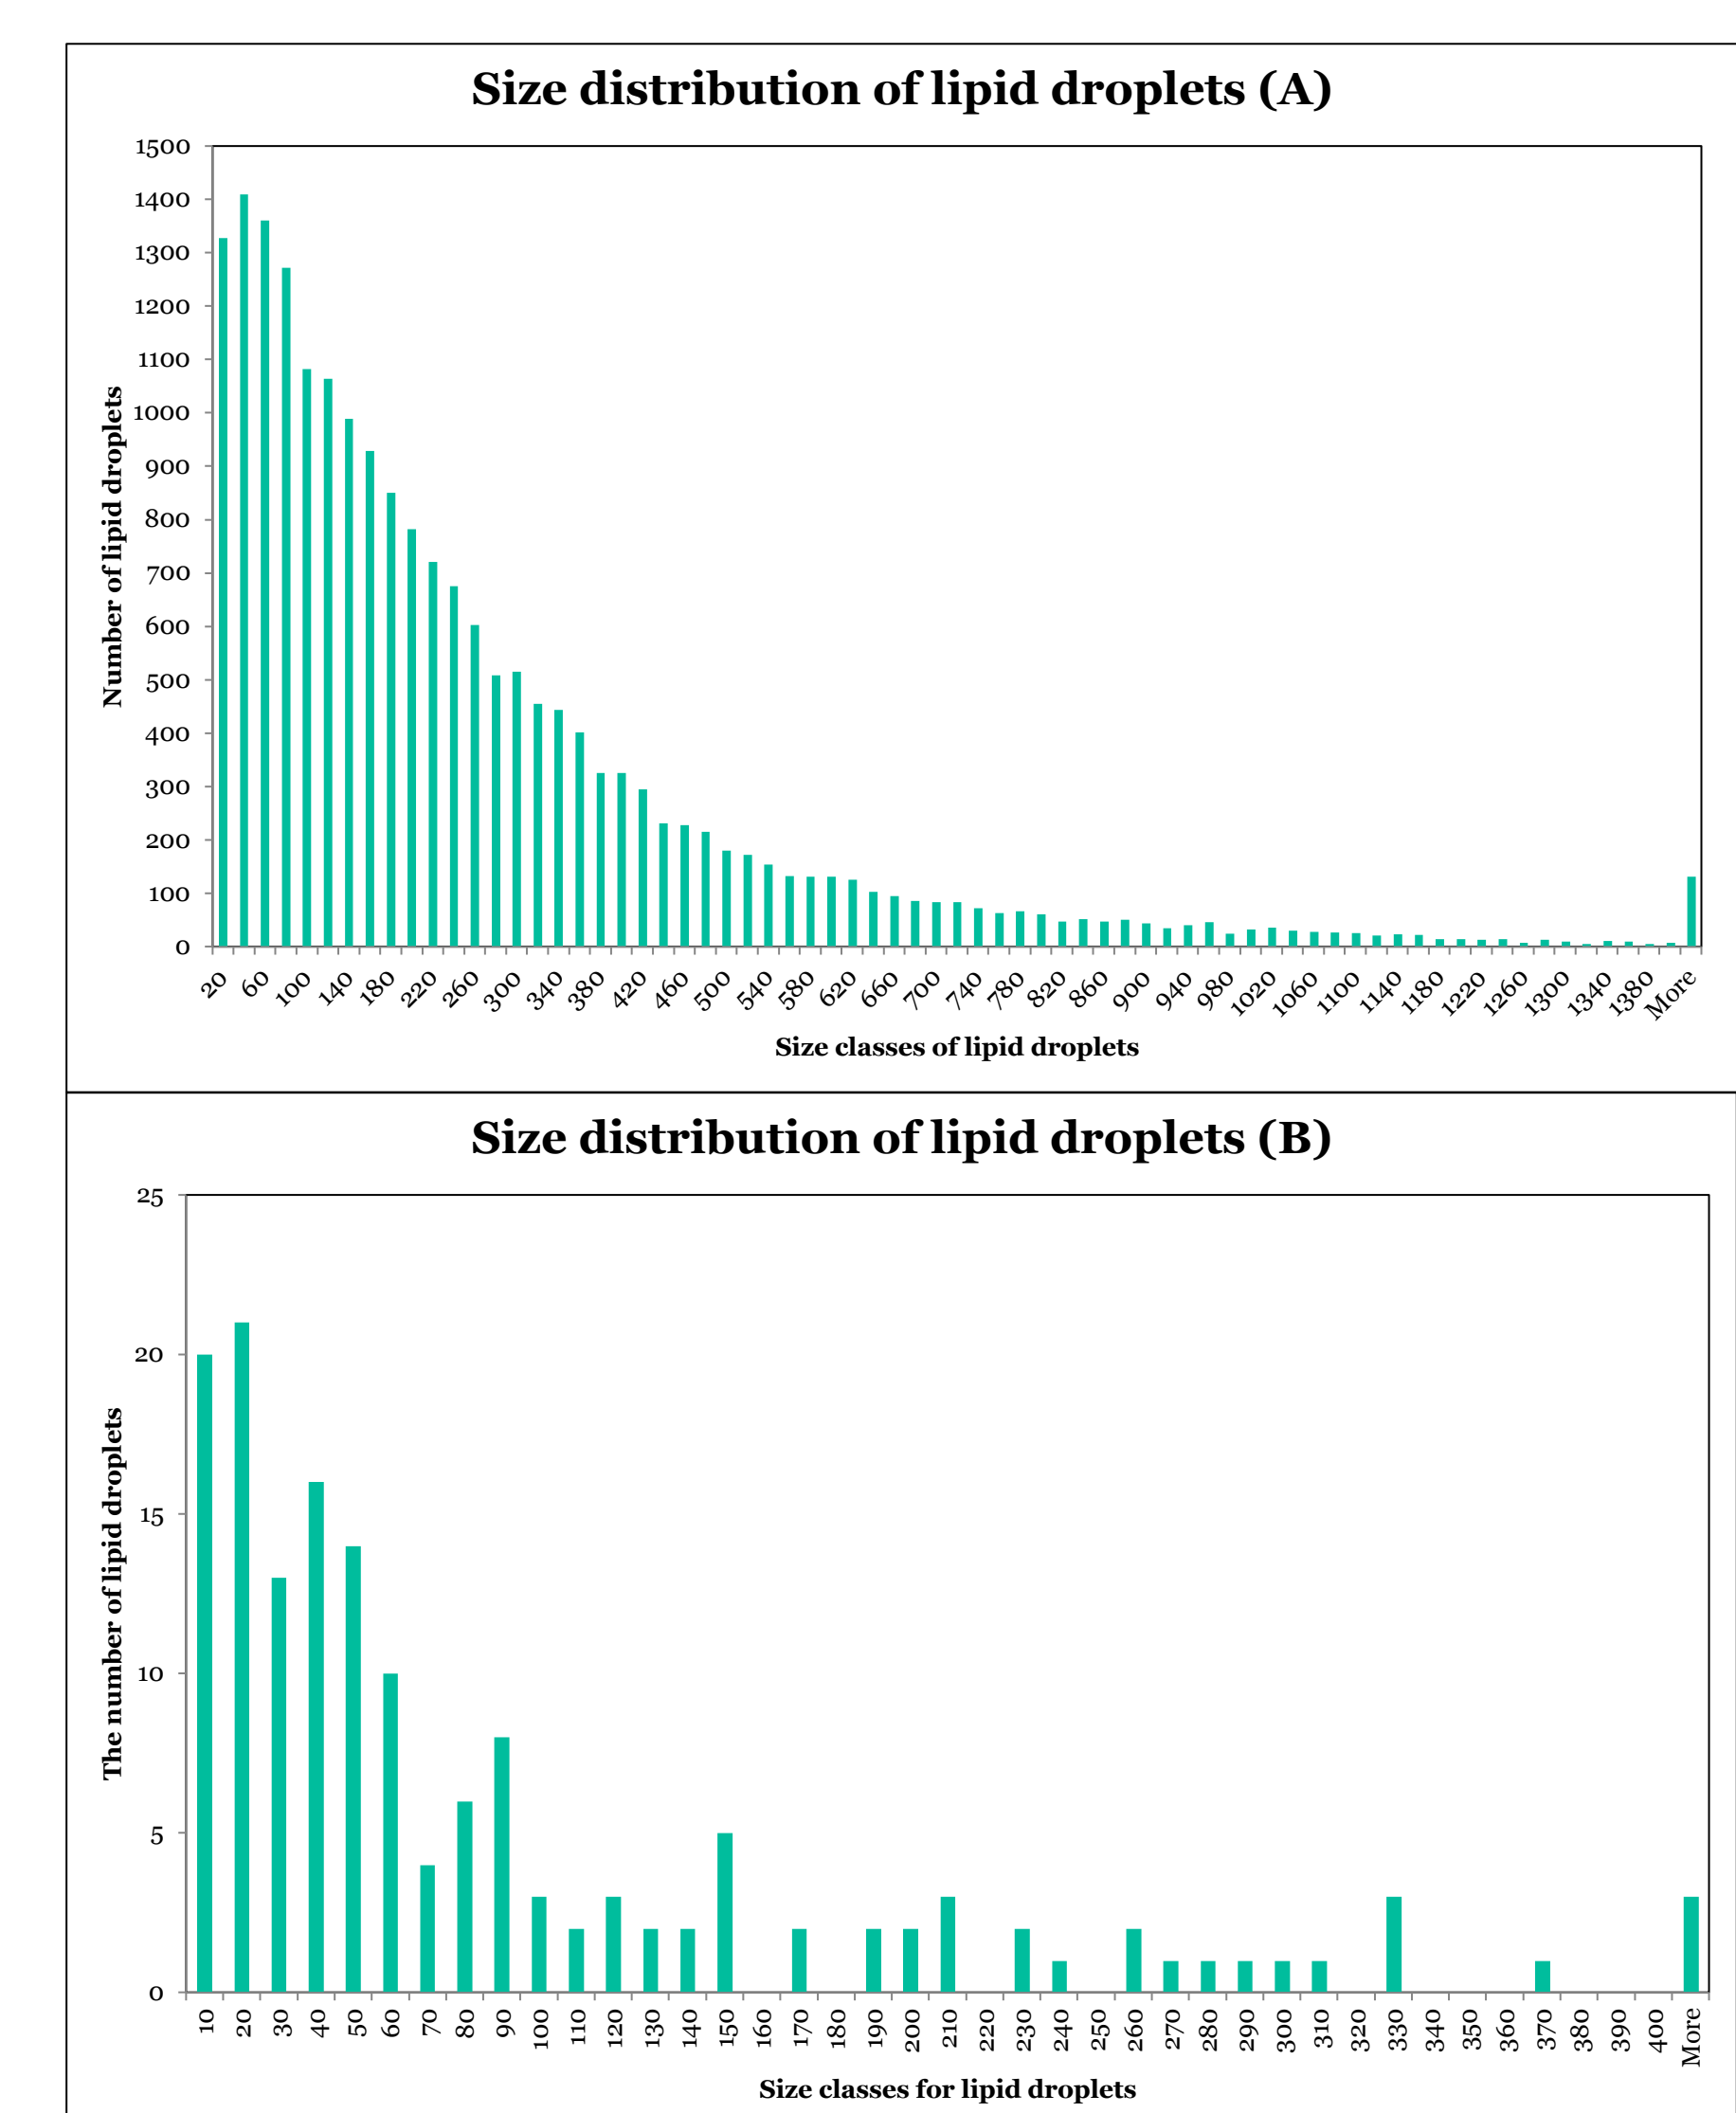 Size distribution of lipid droplets (A)
1500
1400
1300
1200
1100
1000
900
800
700
600
500
400
300
200
100
0
Number of lipid droplets
20 60 100 140 180 220 260 300 340 380 420 460 500 540 580 620 660 700 740 780 820 860 900 940 980 1020 1060 1100 1140 1180 1220 1260 1300 1340 1380 More
Size classes of lipid droplets
Size distribution of lipid droplets (B)
25
20
15
10
5
0
The number of lipid droplets
10 20 30 40 50 60 70 80 90 100 110 120 130 140 150 160 170 180 190 200 210 220 230 240 250 260 270 280 290 300 310 320 330 340 350 360 370 380 390 400 More
Size classes for lipid droplets